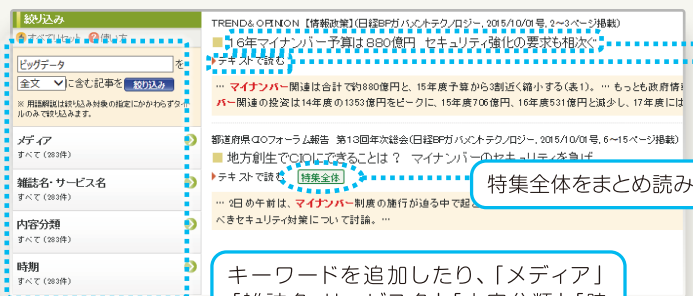 絞り込み
すべてリセット ?使い方
ビッグデータ を
全文 に含む記事を 絞り込み
※ 用語解説は絞り込み対象の指定にかかわらずタイ
ルのみで絞り込みます。
メディア
すべて (283件)
雑誌名・サービス名
すべて (283件)
内容分類
すべて (283件)
時期
すべて (283件)
TREND& OPINION 【情報政策】(日経BPガバメントテクノロジー, 2015/10/01号, 2~3ページ掲載)
16年マイナンバー予算は880億円 セキュリティ強化の要求も相次ぐ
テキストで読む
… マイナンバー関連は合計で約880億円と、15年度予算から3割近く縮小する(表1)。 … もっとも政府情
バー関連の投資は14年度の1353億円をピークに、15年度706億円、16年度531億円と減少し、17年度には
都道府県CIOフォーラム報告 第13回年次総会(日経BPガバメントテクノロジー, 2015/10/01号, 6~15ページ掲載)
地方創生でCIOにできることは? マイナンバーのセキュリティを急げ
テキストで読む 特集全体
特集全体をまとめ読み
… 2日め午前は、マイナンバー制度の施行が迫る中で起
べきセキュリティ対策について討論。…
キーワードを追加したり、「メディア」